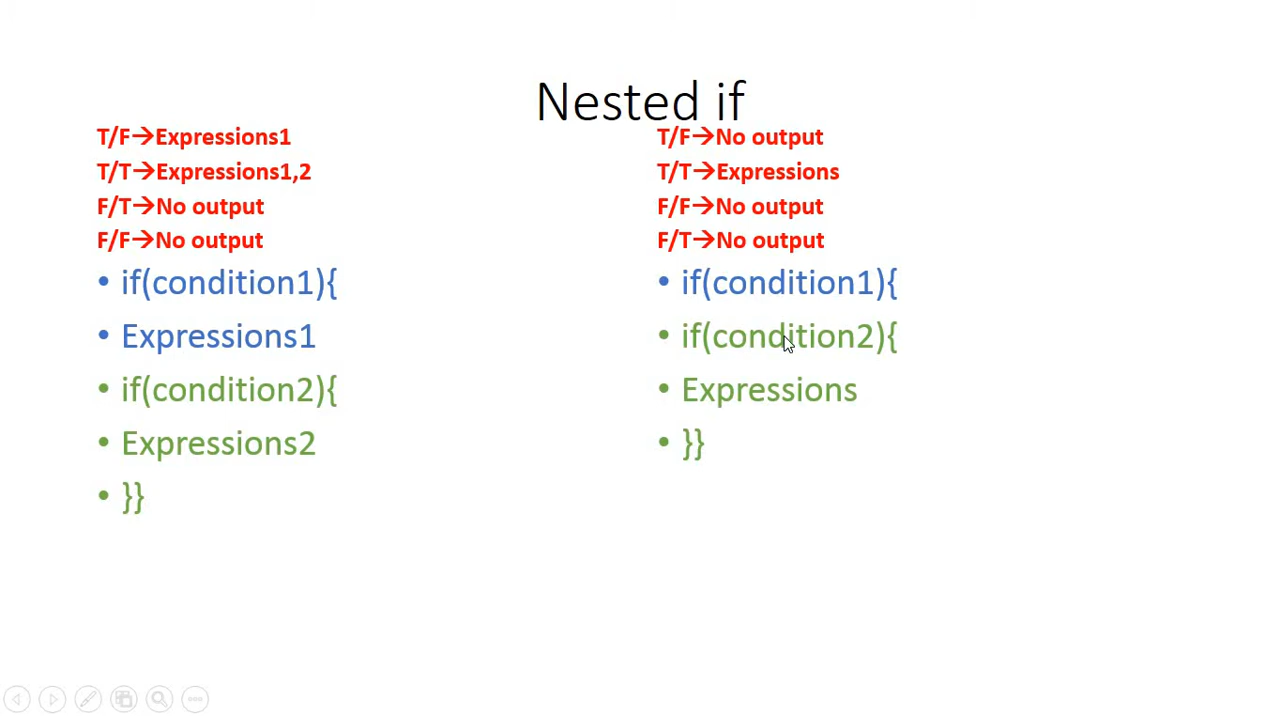 Nested if
T/F→Expressions1
T/T→Expressions1,2
F/T→No output
F/F→No output
• if(condition1){
• Expressions1
• if(condition2){
• Expressions2
• }}
T/F→No output
T/T→Expressions
F/F→No output
F/T→No output
• if(condition1){
• if(condition2){
• Expressions
• }}